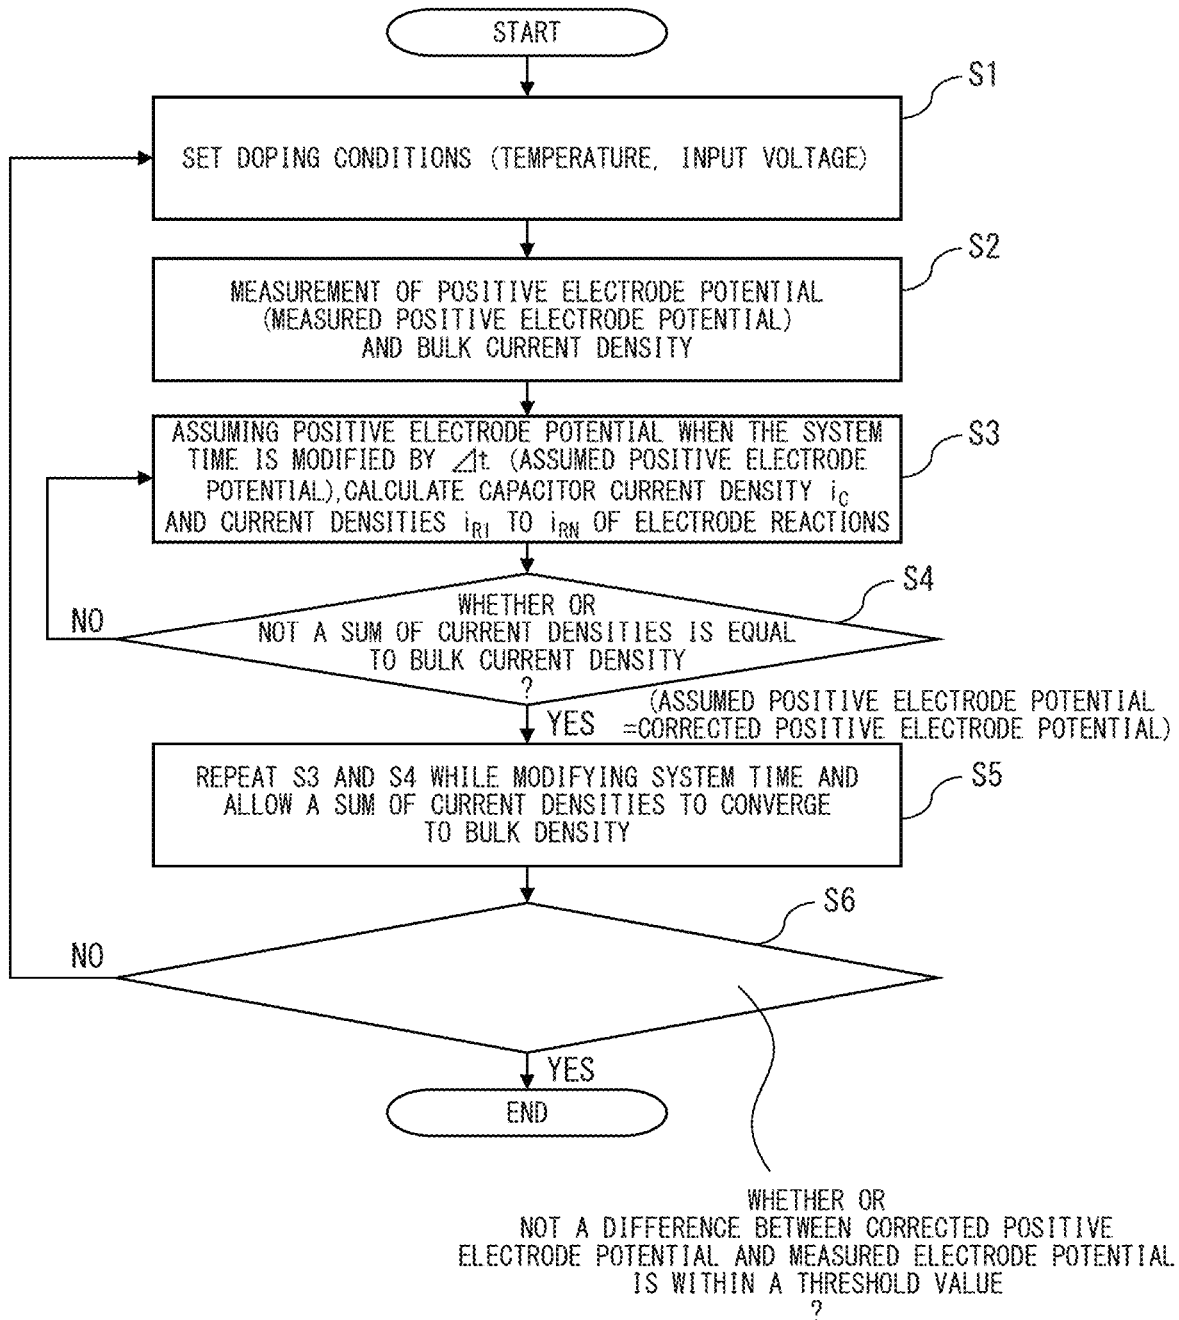 START
S1
SET DOPING CONDITIONS (TEMPERATURE, INPUT VOLTAGE)
S2
MEASUREMENT OF POSITIVE ELECTRODE POTENTIAL
(MEASURED POSITIVE ELECTRODE POTENTIAL)
AND BULK CURRENT DENSITY
S3
ASSUMING POSITIVE ELECTRODE POTENTIAL WHEN THE SYSTEM
TIME IS MODIFIED BY ⊿t (ASSUMED POSITIVE ELECTRODE
POTENTIAL),CALCULATE CAPACITOR CURRENT DENSITY iC
AND CURRENT DENSITIES iR1 TO iRN OF ELECTRODE REACTIONS
S4
NO
WHETHER OR
NOT A SUM OF CURRENT DENSITIES IS EQUAL
TO BULK CURRENT DENSITY
?
YES
(ASSUMED POSITIVE ELECTRODE POTENTIAL
=CORRECTED POSITIVE ELECTRODE POTENTIAL)
S5
REPEAT S3 AND S4 WHILE MODIFYING SYSTEM TIME AND
ALLOW A SUM OF CURRENT DENSITIES TO CONVERGE
TO BULK DENSITY
S6
NO
YES
END
WHETHER OR
NOT A DIFFERENCE BETWEEN CORRECTED POSITIVE
ELECTRODE POTENTIAL AND MEASURED ELECTRODE POTENTIAL
IS WITHIN A THRESHOLD VALUE
?